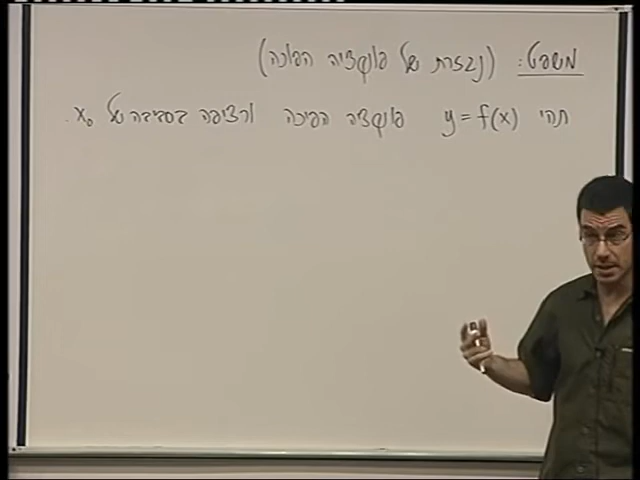 משפט: (נגזרת של פונקציה הפוכה)
תהי y = f(x) פונקציה הפיכה ורציפה בסביבה של x₀.